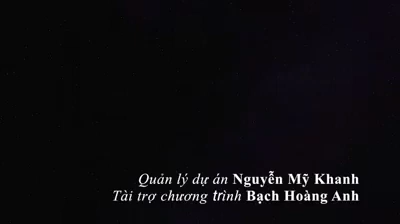 Quản lý dự án Nguyễn Mỹ Khanh
Tài trợ chương trình Bạch Hoàng Anh